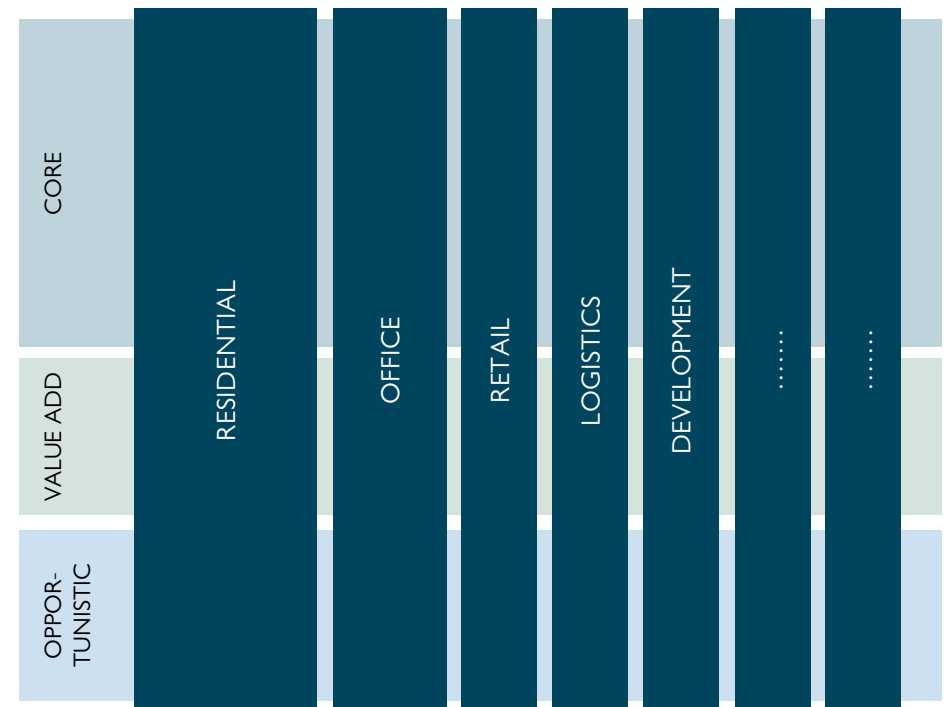 CORE
VALUE ADD
OPPOR-
TUNISTIC
RESIDENTIAL
OFFICE
RETAIL
LOGISTICS
DEVELOPMENT
.......
.......